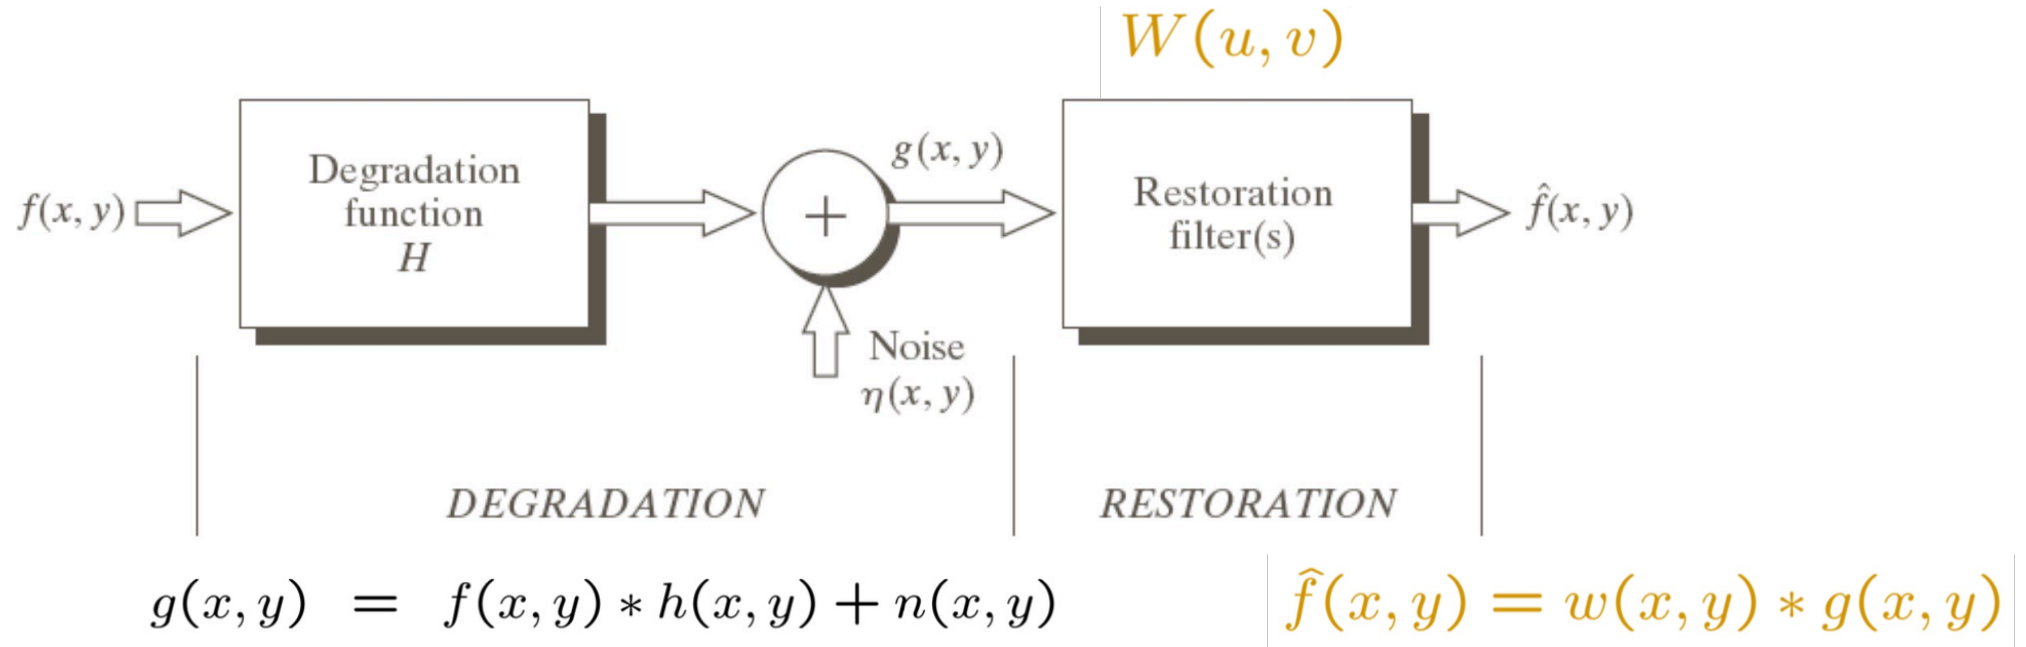 W(u, v)
f(x, y)
Degradation
function
H
+
g(x, y)
Noise
η(x, y)
Restoration
filter(s)
f̂(x, y)
DEGRADATION
RESTORATION
g(x, y) = f(x, y) * h(x, y) + n(x, y)
f̂(x, y) = w(x, y) * g(x, y)